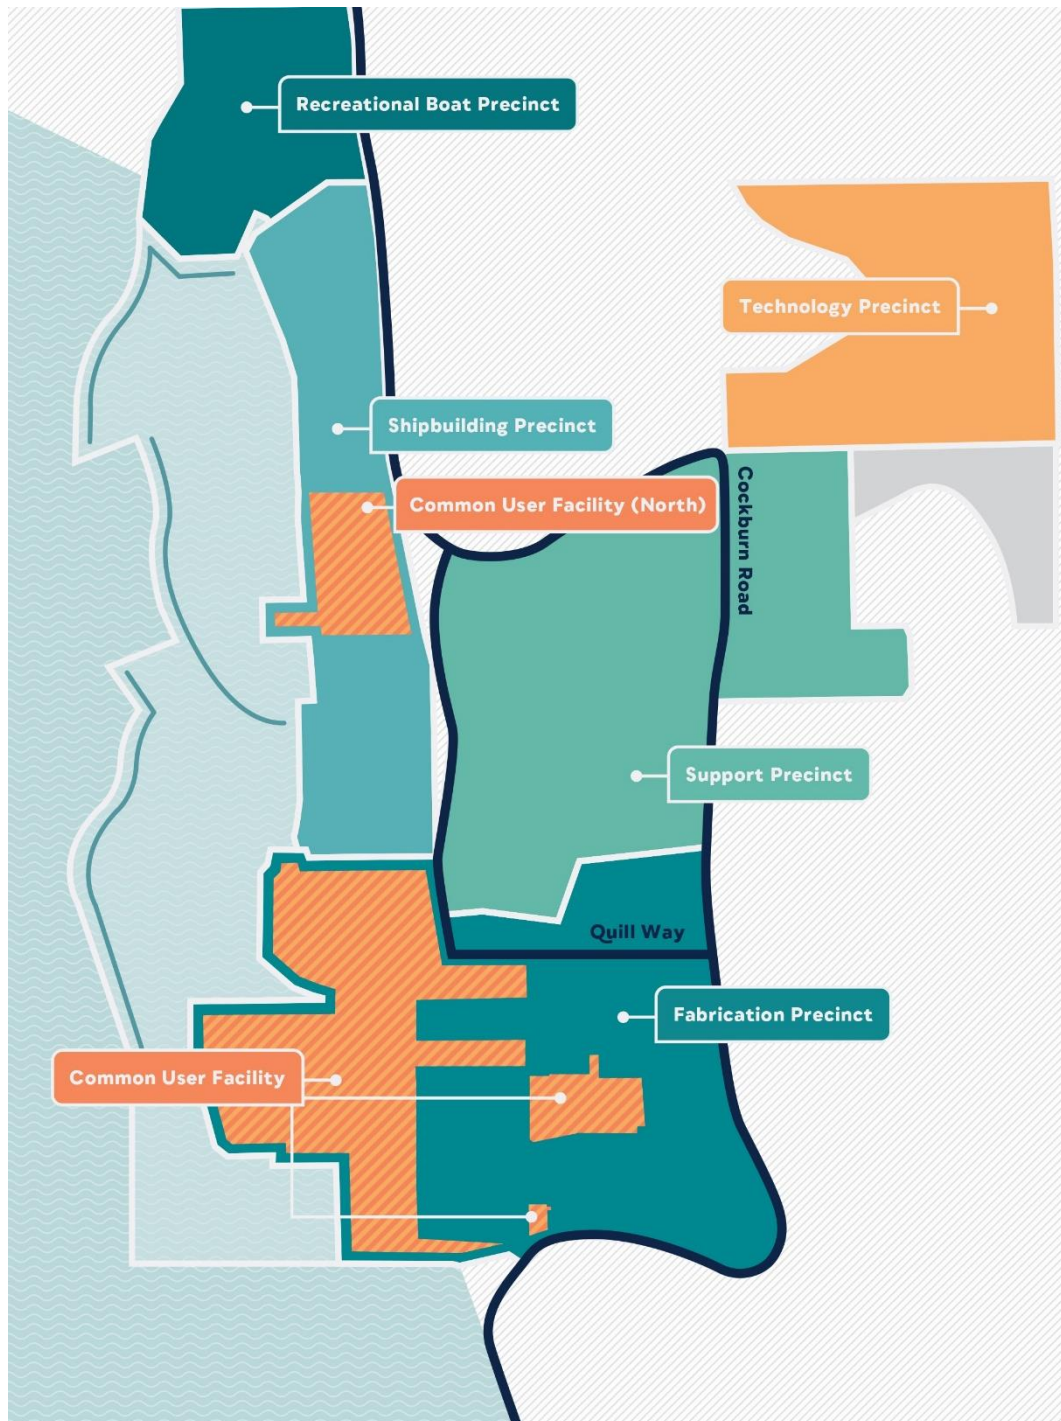 Recreational Boat Precinct
Technology Precinct
Shipbuilding Precinct
Common User Facility (North)
Cockburn Road
Support Precinct
Quill Way
Fabrication Precinct
Common User Facility